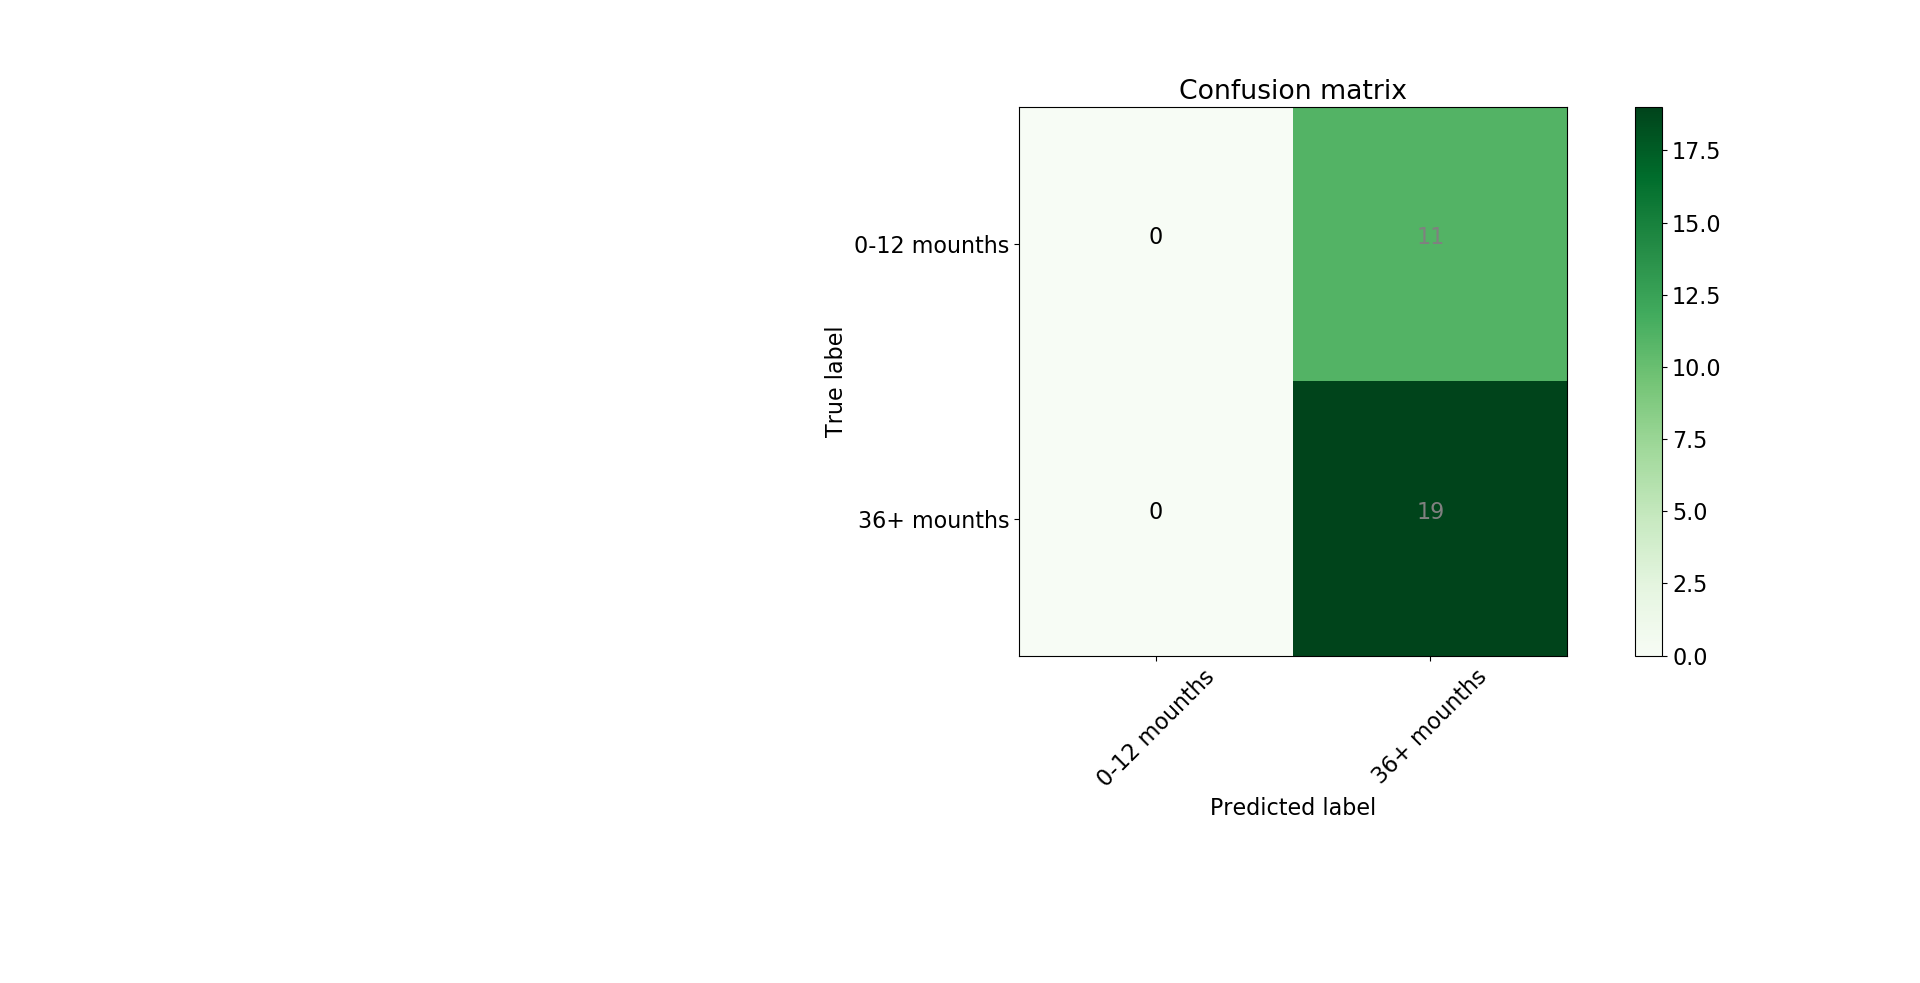 Confusion matrix
0-12 mounths
0
11
36+ mounths
0
19
True label
0-12 mounths
36+ mounths
Predicted label
17.5
15.0
12.5
10.0
7.5
5.0
2.5
0.0